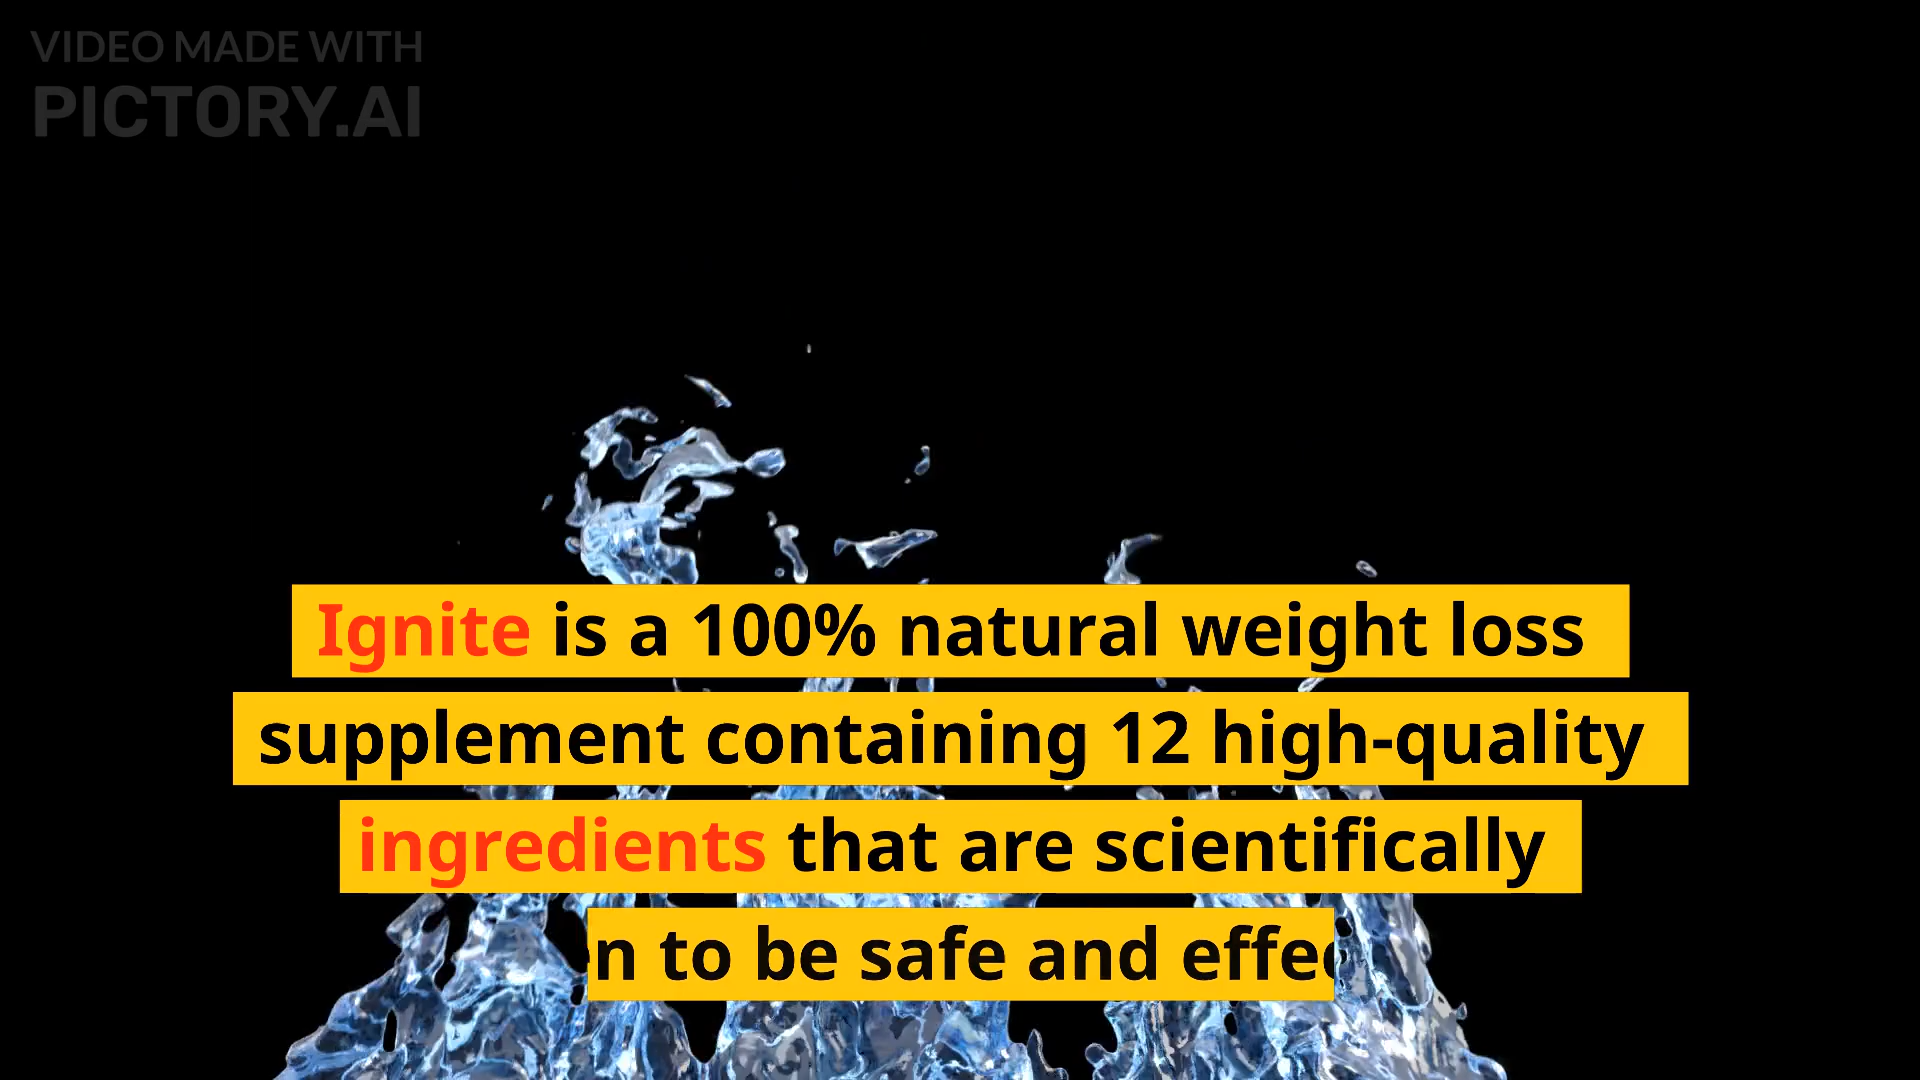 VIDEO MADE WITH
PICTORY.AI
Ignite is a 100% natural weight loss
supplement containing 12 high-quality
ingredients that are scientifically
to be safe and